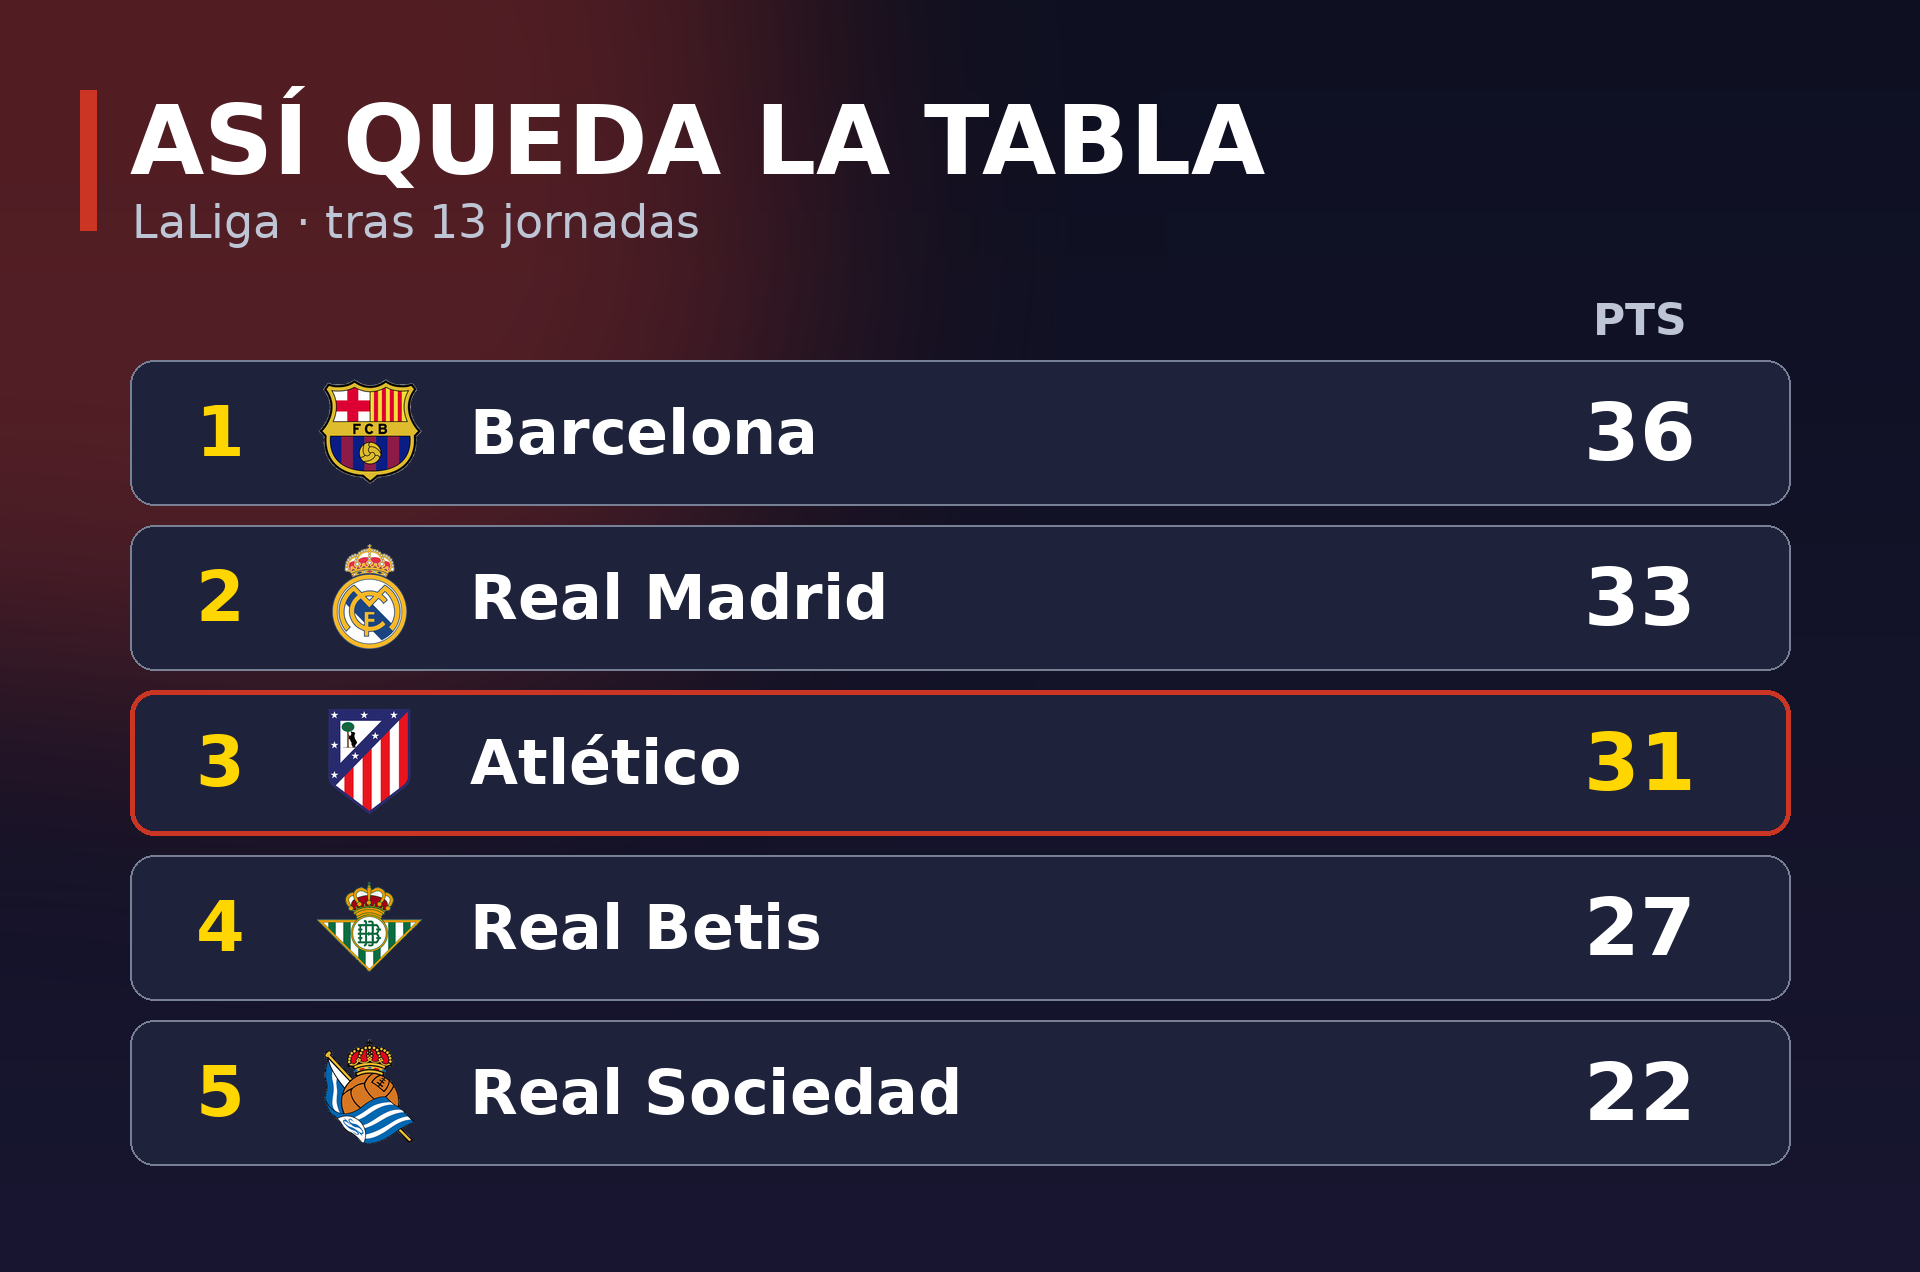 ASÍ QUEDA LA TABLA
LaLiga · tras 13 jornadas
PTS
1 FCB Barcelona 36
2 Real Madrid 33
3 Atlético 31
4 Real Betis 27
5 Real Sociedad 22